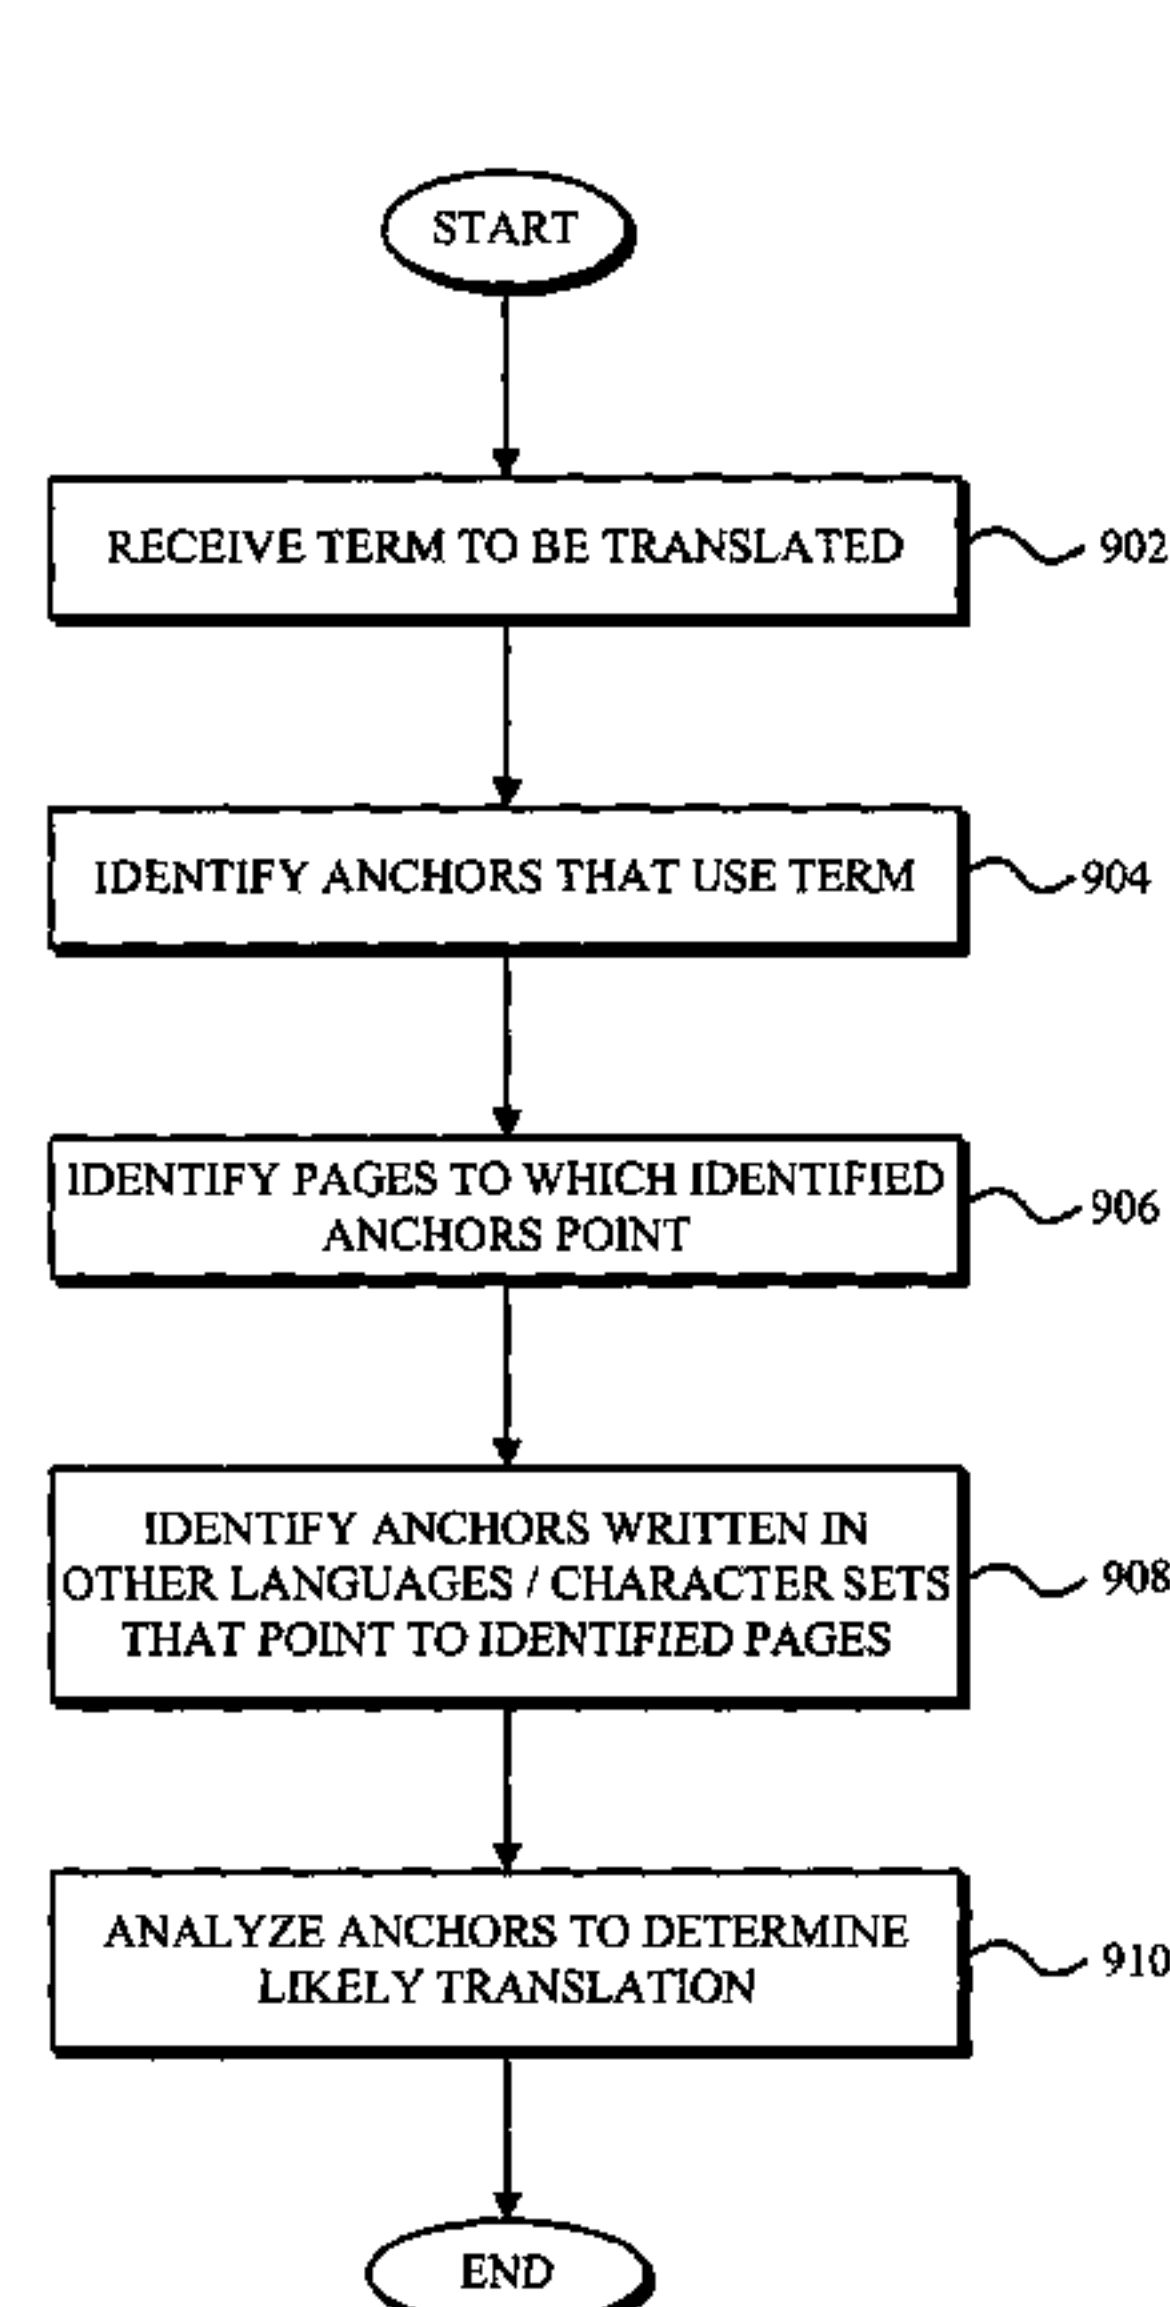 START
RECEIVE TERM TO BE TRANSLATED
902
IDENTIFY ANCHORS THAT USE TERM
904
IDENTIFY PAGES TO WHICH IDENTIFIED
ANCHORS POINT
906
IDENTIFY ANCHORS WRITTEN IN
OTHER LANGUAGES / CHARACTER SETS
THAT POINT TO IDENTIFIED PAGES
908
ANALYZE ANCHORS TO DETERMINE
LIKELY TRANSLATION
910
END